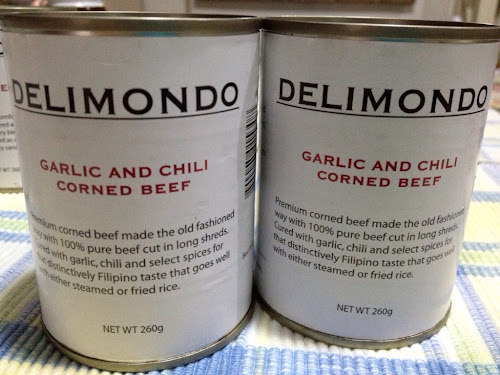 DELIMONDO
GARLIC AND CHILI
CORNED BEEF
Premium corned beef made the old fashioned
way with 100% pure beef cut in long shreds.
Cured with garlic, chili and select spices for
that distinctively Filipino taste that goes well
with either steamed or fried rice.
NET WT 260g
DELIMONDO
GARLIC AND CHILI
CORNED BEEF
Premium corned beef made the old fashioned
way with 100% pure beef cut in long shreds.
Cured with garlic, chili and select spices for
that distinctively Filipino taste that goes well
with either steamed or fried rice.
NET WT 260g